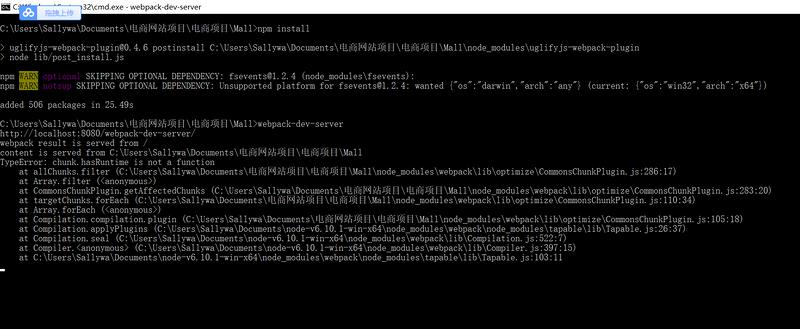 C:\Windows\System32\cmd.exe - webpack-dev-server
拖拽上传
C:\Users\Sallywa\Documents\电商网站项目\电商项目\Mall>npm install
> uglifyjs-webpack-plugin@0.4.6 postinstall C:\Users\Sallywa\Documents\电商网站项目\电商项目\Mall\node_modules\uglifyjs-webpack-plugin
> node lib/post_install.js
npm WARN optional SKIPPING OPTIONAL DEPENDENCY: fsevents@1.2.4 (node_modules\fsevents):
npm WARN notsup SKIPPING OPTIONAL DEPENDENCY: Unsupported platform for fsevents@1.2.4: wanted {"os":"darwin","arch":"any"} (current: {"os":"win32","arch":"x64"})
added 506 packages in 25.49s
C:\Users\Sallywa\Documents\电商网站项目\电商项目\Mall>webpack-dev-server
http://localhost:8080/webpack-dev-server/
webpack result is served from /
content is served from C:\Users\Sallywa\Documents\电商网站项目\电商项目\Mall
TypeError: chunk.hasRuntime is not a function
at allChunks.filter (C:\Users\Sallywa\Documents\电商网站项目\电商项目\Mall\node_modules\webpack\lib\optimize\CommonsChunkPlugin.js:286:17)
at Array.filter (<anonymous>)
at CommonsChunkPlugin.getAffectedChunks (C:\Users\Sallywa\Documents\电商网站项目\电商项目\Mall\node_modules\webpack\lib\optimize\CommonsChunkPlugin.js:283:20)
at targetChunks.forEach (C:\Users\Sallywa\Documents\电商网站项目\电商项目\Mall\node_modules\webpack\lib\optimize\CommonsChunkPlugin.js:110:34)
at Array.forEach (<anonymous>)
at Compilation.compilation.plugin (C:\Users\Sallywa\Documents\电商网站项目\电商项目\Mall\node_modules\webpack\lib\optimize\CommonsChunkPlugin.js:105:18)
at Compilation.applyPlugins (C:\Users\Sallywa\Documents\node-v6.10.1-win-x64\node_modules\webpack\node_modules\tapable\lib\Tapable.js:26:37)
at Compilation.seal (C:\Users\Sallywa\Documents\node-v6.10.1-win-x64\node_modules\webpack\lib\Compilation.js:522:7)
at Compiler.<anonymous> (C:\Users\Sallywa\Documents\node-v6.10.1-win-x64\node_modules\webpack\lib\Compiler.js:397:15)
at C:\Users\Sallywa\Documents\node-v6.10.1-win-x64\node_modules\webpack\node_modules\tapable\lib\Tapable.js:103:11